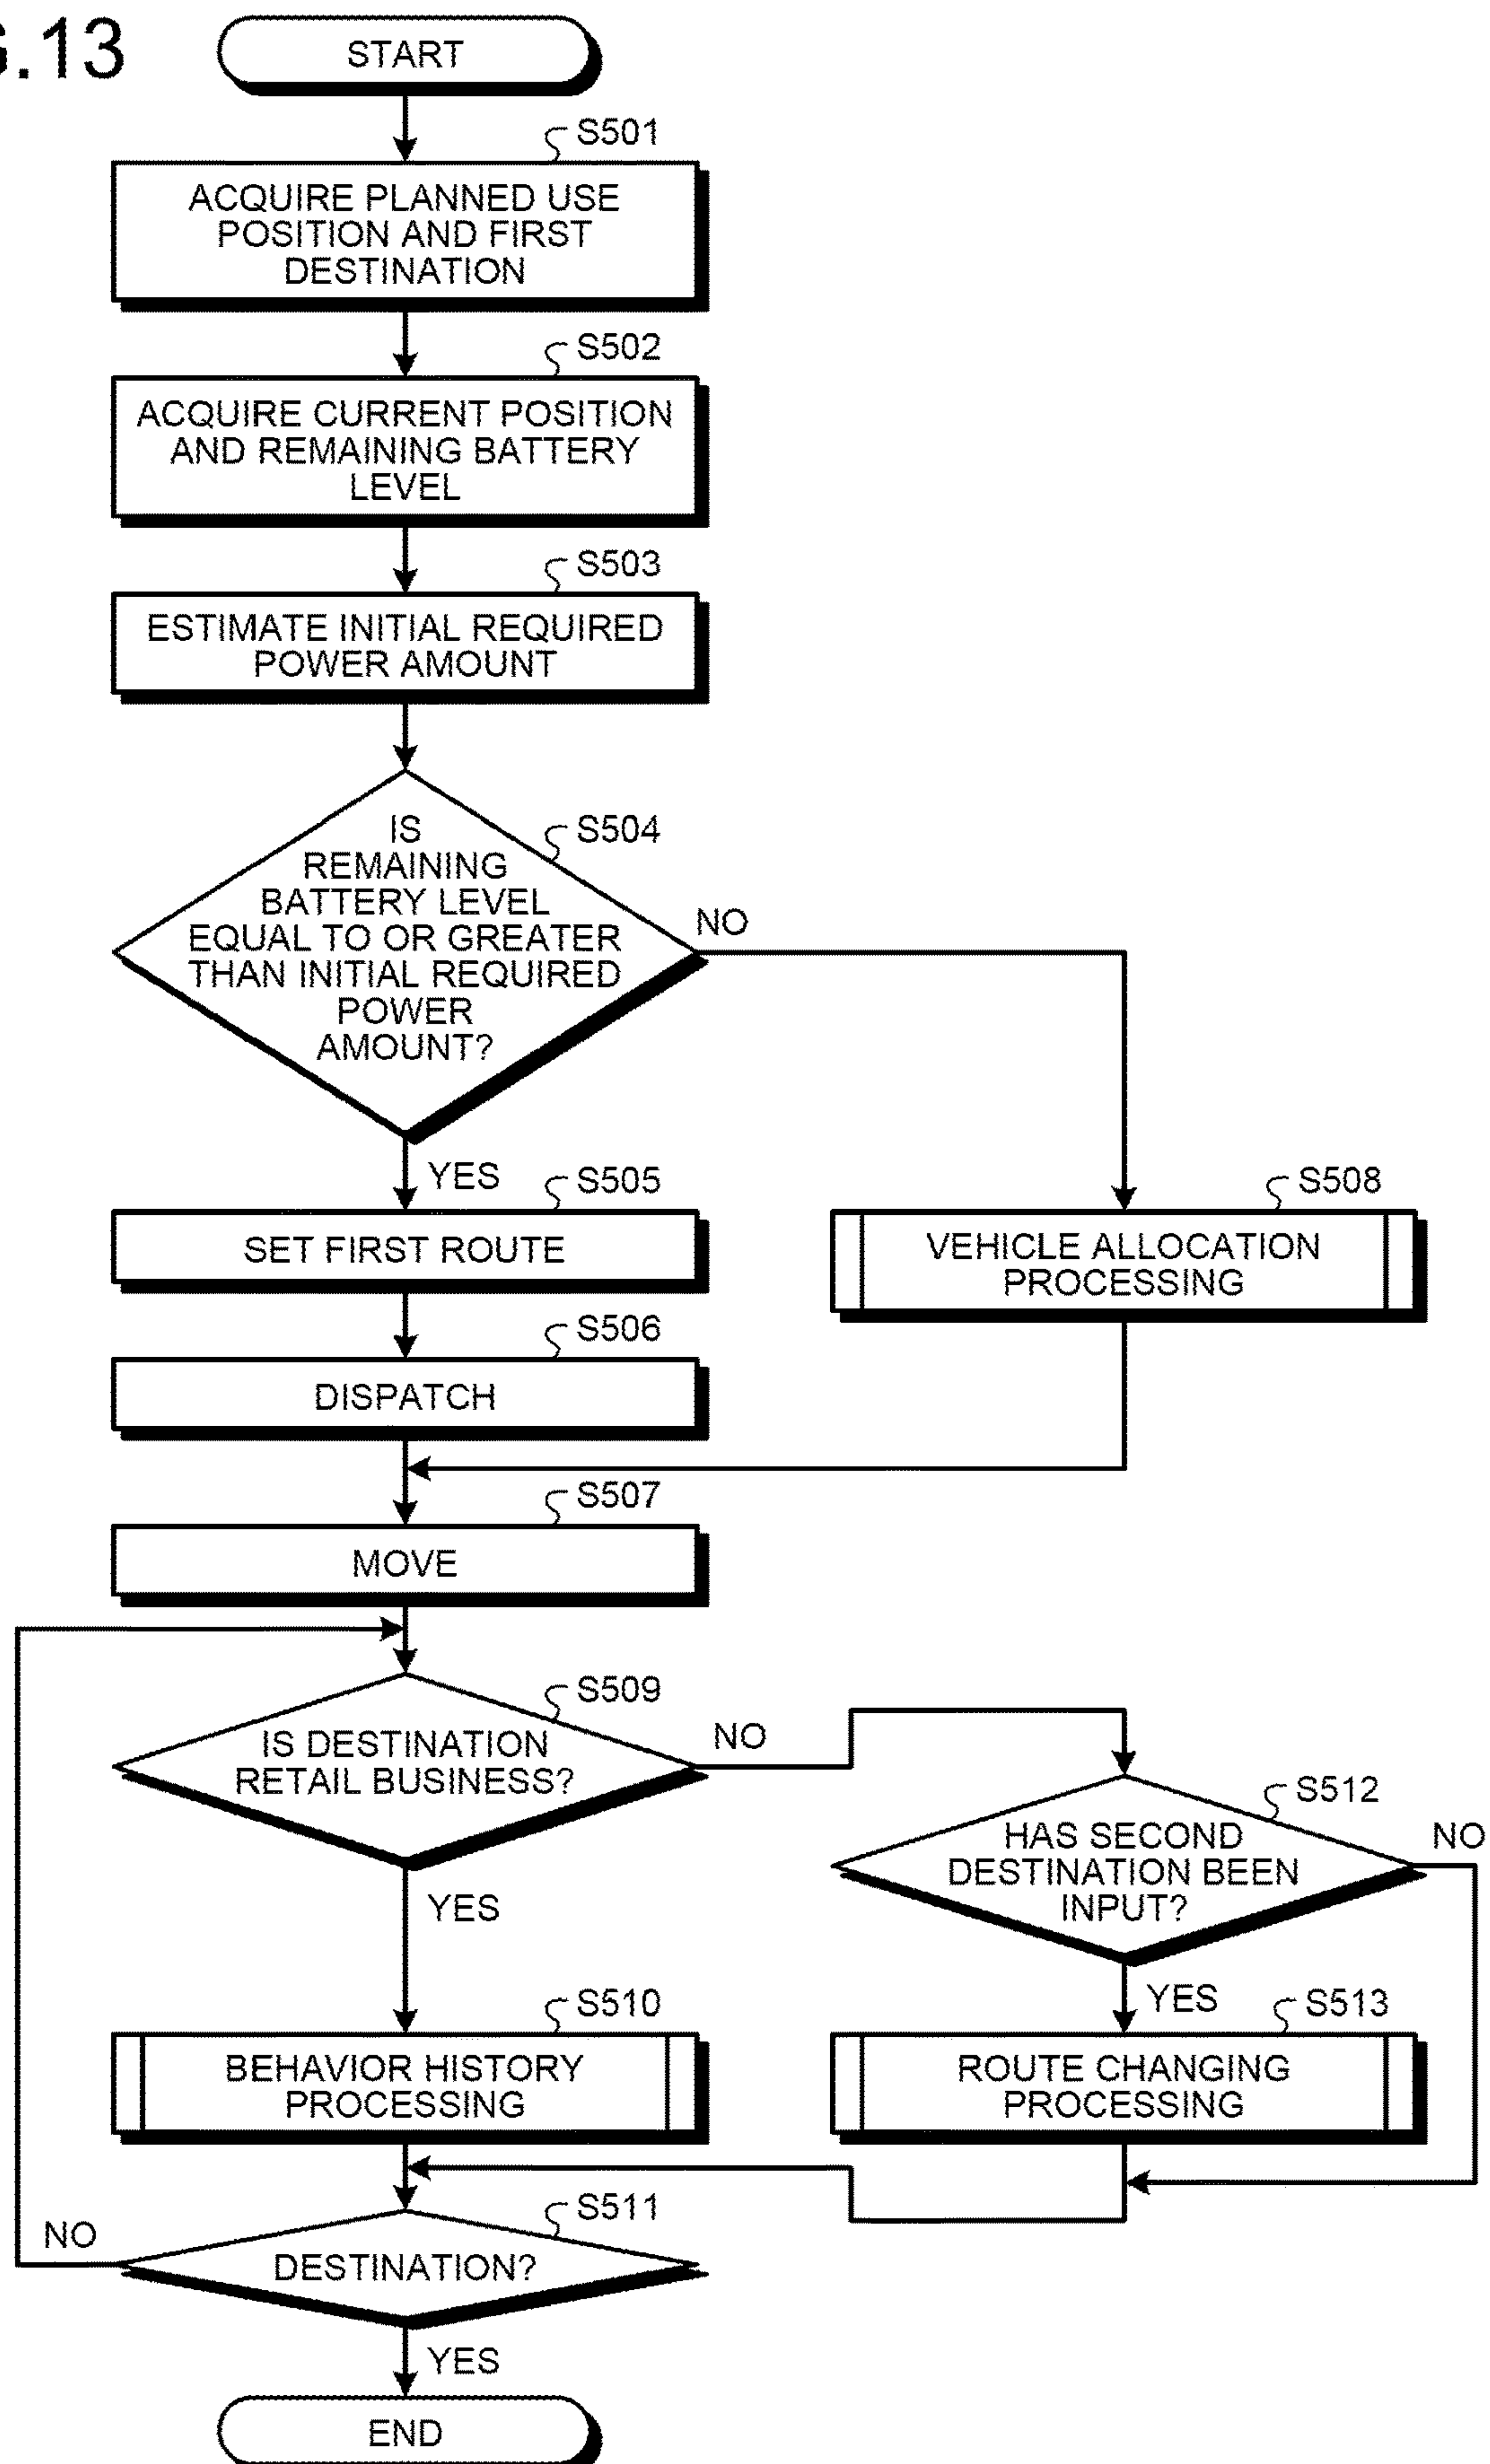 .13
START
S501
ACQUIRE PLANNED USE
POSITION AND FIRST
DESTINATION
S502
ACQUIRE CURRENT POSITION
AND REMAINING BATTERY
LEVEL
S503
ESTIMATE INITIAL REQUIRED
POWER AMOUNT
S504
IS
REMAINING
BATTERY LEVEL
EQUAL TO OR GREATER
THAN INITIAL REQUIRED
POWER
AMOUNT?
NO
YES
S505
SET FIRST ROUTE
S508
VEHICLE ALLOCATION
PROCESSING
S506
DISPATCH
S507
MOVE
S509
IS DESTINATION
RETAIL BUSINESS?
NO
S512
HAS SECOND
DESTINATION BEEN
INPUT?
NO
YES
YES
S510
BEHAVIOR HISTORY
PROCESSING
S513
ROUTE CHANGING
PROCESSING
S511
DESTINATION?
NO
YES
END